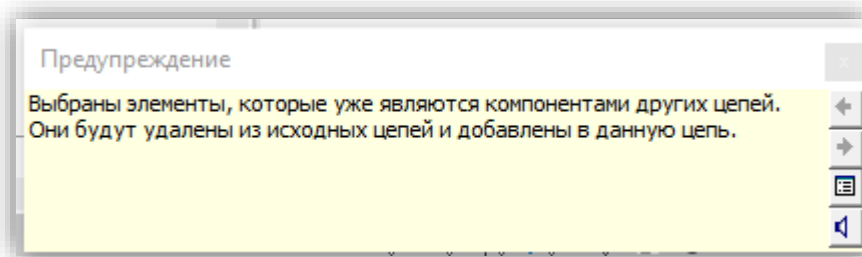 Предупреждение
Выбраны элементы, которые уже являются компонентами других цепей.
Они будут удалены из исходных цепей и добавлены в данную цепь.